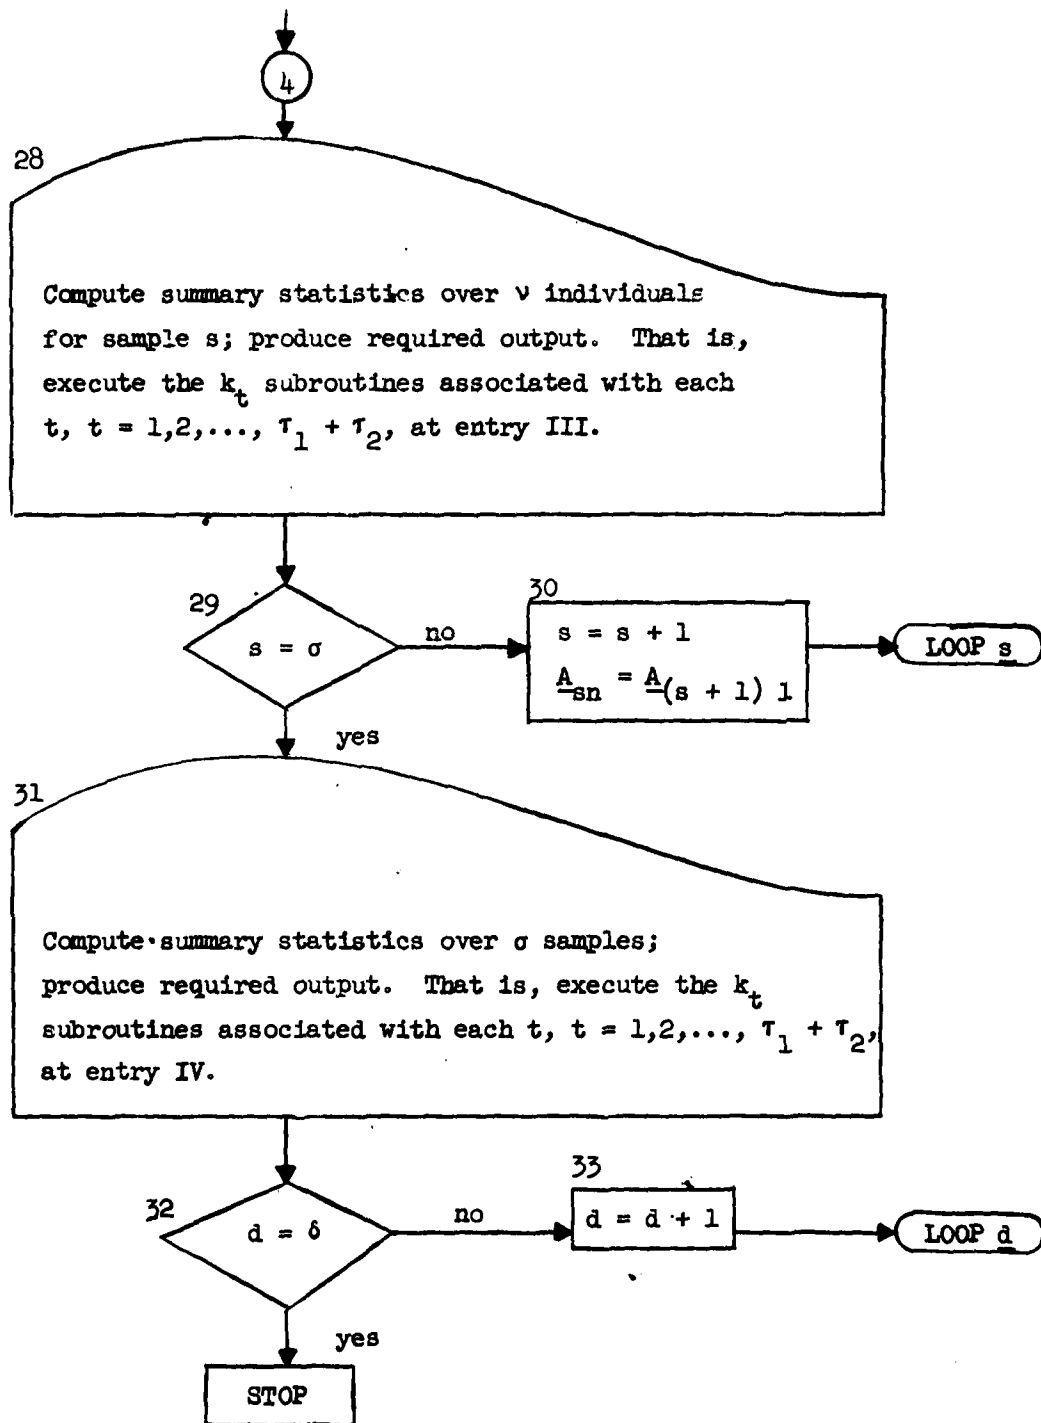 4
28
Compute summary statistics over ν individuals
for sample s; produce required output. That is,
execute the k_t subroutines associated with each
t, t = 1,2,..., τ_1 + τ_2, at entry III.
29
s = σ
no
30
s = s + 1
A_sn = A_(s + 1) 1
LOOP s
yes
31
Compute summary statistics over σ samples;
produce required output. That is, execute the k_t
subroutines associated with each t, t = 1,2,..., τ_1 + τ_2,
at entry IV.
32
d = δ
no
33
d = d + 1
LOOP d
yes
STOP